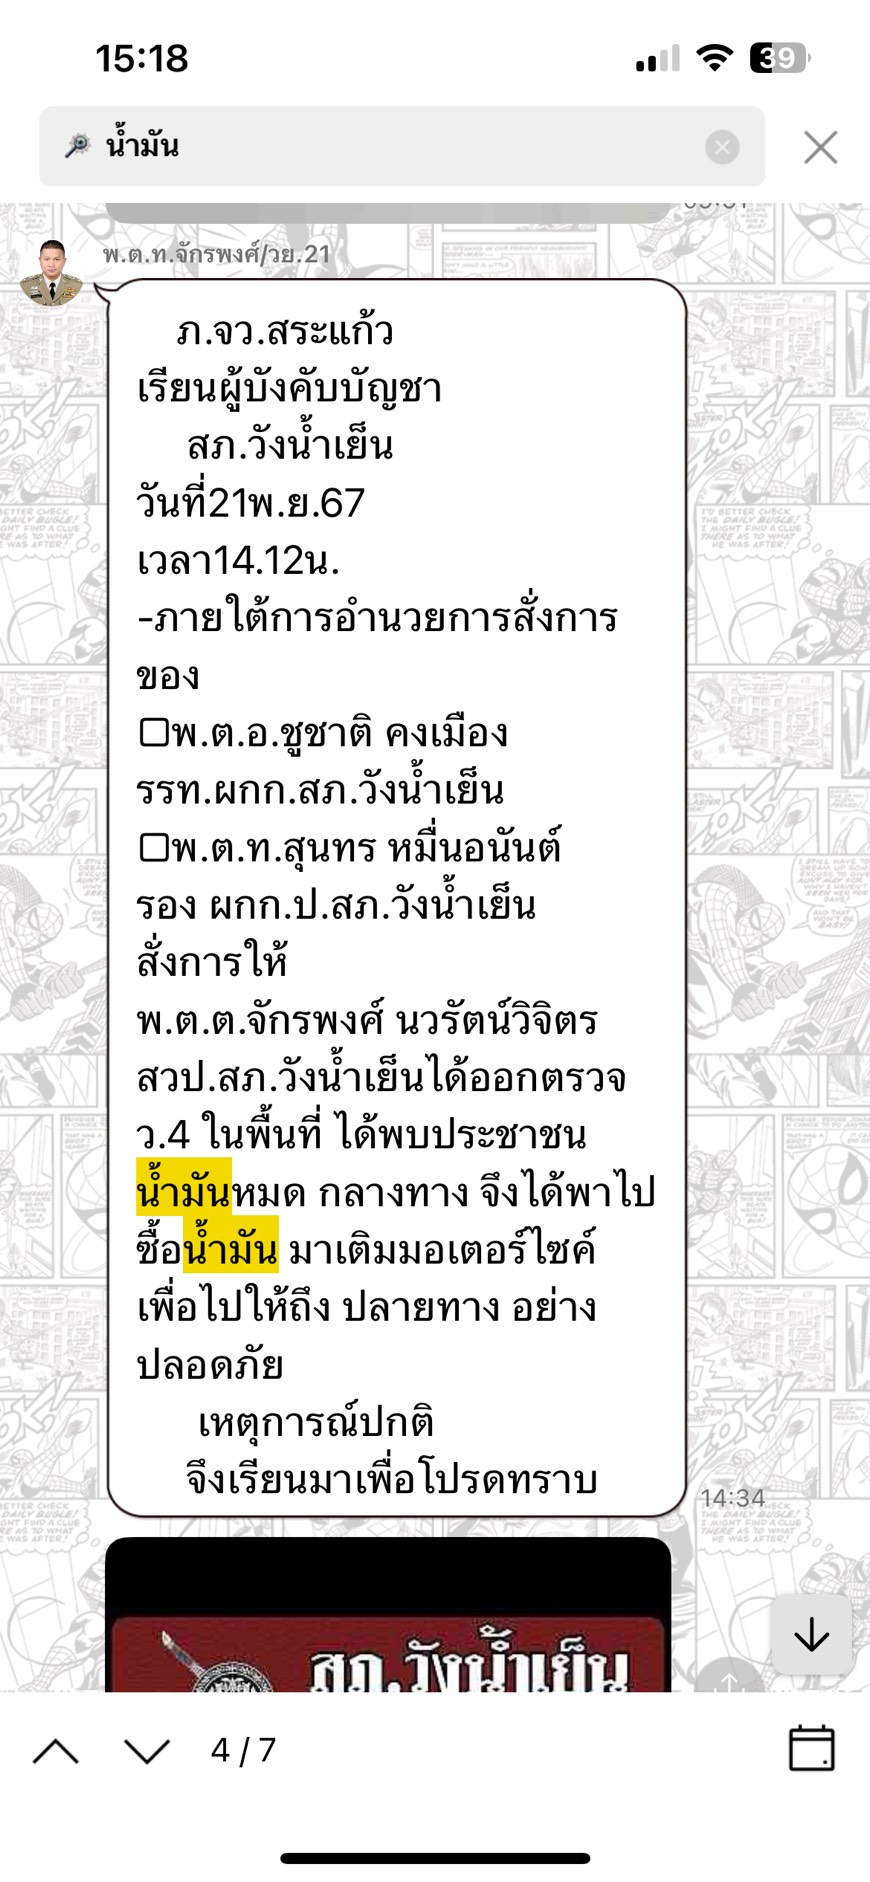 15:18
39
น้ำมัน
พ.ต.ท.จักรพงศ์/วย.21
ภ.จว.สระแก้ว
เรียนผู้บังคับบัญชา
สภ.วังน้ำเย็น
วันที่21พ.ย.67
เวลา14.12น.
-ภายใต้การอำนวยการสั่งการ
ของ
▢พ.ต.อ.ชูชาติ คงเมือง
รรท.ผกก.สภ.วังน้ำเย็น
▢พ.ต.ท.สุนทร หมื่นอนันต์
รอง ผกก.ป.สภ.วังน้ำเย็น
สั่งการให้
พ.ต.ต.จักรพงศ์ นวรัตน์วิจิตร
สวป.สภ.วังน้ำเย็นได้ออกตรวจ
ว.4 ในพื้นที่ ได้พบประชาชน
น้ำมันหมด กลางทาง จึงได้พาไป
ซื้อน้ำมัน มาเติมมอเตอร์ไซค์
เพื่อไปให้ถึง ปลายทาง อย่าง
ปลอดภัย
เหตุการณ์ปกติ
จึงเรียนมาเพื่อโปรดทราบ
14:34
สภ.วังน้ำเย็น
4 / 7